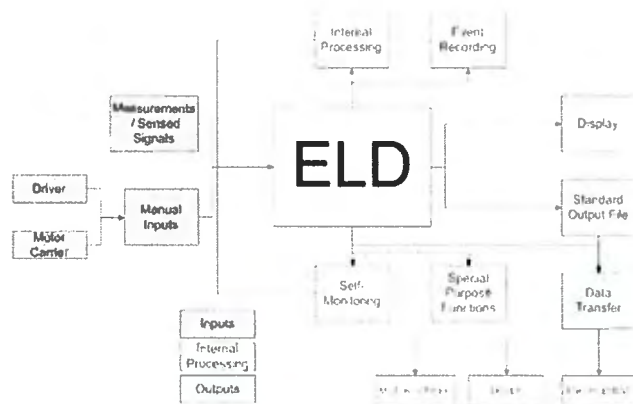 Internal
Processing
Event
Recording
Measurements
/ Sensed
Signals
ELD
Display
Driver
Manual
Inputs
Motor
Carrier
Standard
Output File
Self-
Monitoring
Special
Purpose
Functions
Data
Transfer
Inputs
Internal
Processing
Outputs